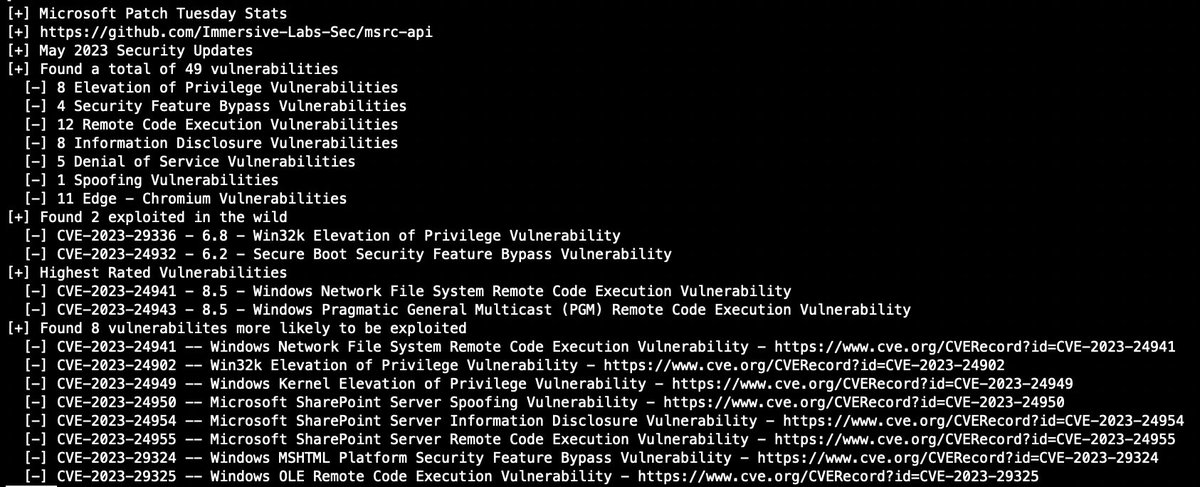 [+] Microsoft Patch Tuesday Stats
[+] https://github.com/Immersive-Labs-Sec/msrc-api
[+] May 2023 Security Updates
[+] Found a total of 49 vulnerabilities
[-] 8 Elevation of Privilege Vulnerabilities
[-] 4 Security Feature Bypass Vulnerabilities
[-] 12 Remote Code Execution Vulnerabilities
[-] 8 Information Disclosure Vulnerabilities
[-] 5 Denial of Service Vulnerabilities
[-] 1 Spoofing Vulnerabilities
[-] 11 Edge - Chromium Vulnerabilities
[+] Found 2 exploited in the wild
[-] CVE-2023-29336 - 6.8 - Win32k Elevation of Privilege Vulnerability
[-] CVE-2023-24932 - 6.2 - Secure Boot Security Feature Bypass Vulnerability
[+] Highest Rated Vulnerabilities
[-] CVE-2023-24941 - 8.5 - Windows Network File System Remote Code Execution Vulnerability
[-] CVE-2023-24943 - 8.5 - Windows Pragmatic General Multicast (PGM) Remote Code Execution Vulnerability
[+] Found 8 vulnerabilites more likely to be exploited
[-] CVE-2023-24941 -- Windows Network File System Remote Code Execution Vulnerability - https://www.cve.org/CVERecord?id=CVE-2023-24941
[-] CVE-2023-24902 -- Win32k Elevation of Privilege Vulnerability - https://www.cve.org/CVERecord?id=CVE-2023-24902
[-] CVE-2023-24949 -- Windows Kernel Elevation of Privilege Vulnerability - https://www.cve.org/CVERecord?id=CVE-2023-24949
[-] CVE-2023-24950 -- Microsoft SharePoint Server Spoofing Vulnerability - https://www.cve.org/CVERecord?id=CVE-2023-24950
[-] CVE-2023-24954 -- Microsoft SharePoint Server Information Disclosure Vulnerability - https://www.cve.org/CVERecord?id=CVE-2023-24954
[-] CVE-2023-24955 -- Microsoft SharePoint Server Remote Code Execution Vulnerability - https://www.cve.org/CVERecord?id=CVE-2023-24955
[-] CVE-2023-29324 -- Windows MSHTML Platform Security Feature Bypass Vulnerability - https://www.cve.org/CVERecord?id=CVE-2023-29324
[-] CVE-2023-29325 -- Windows OLE Remote Code Execution Vulnerability - https://www.cve.org/CVERecord?id=CVE-2023-29325